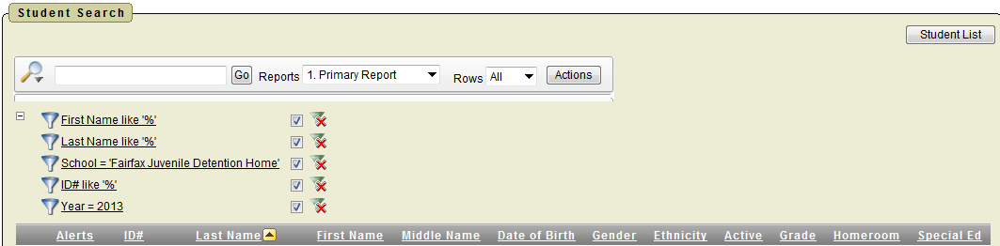 Student Search
Student List
Go Reports 1. Primary Report Rows All Actions
First Name like '%'
Last Name like '%'
School = 'Fairfax Juvenile Detention Home'
ID# like '%'
Year = 2013
Alerts ID# Last Name First Name Middle Name Date of Birth Gender Ethnicity Active Grade Homeroom Special Ed